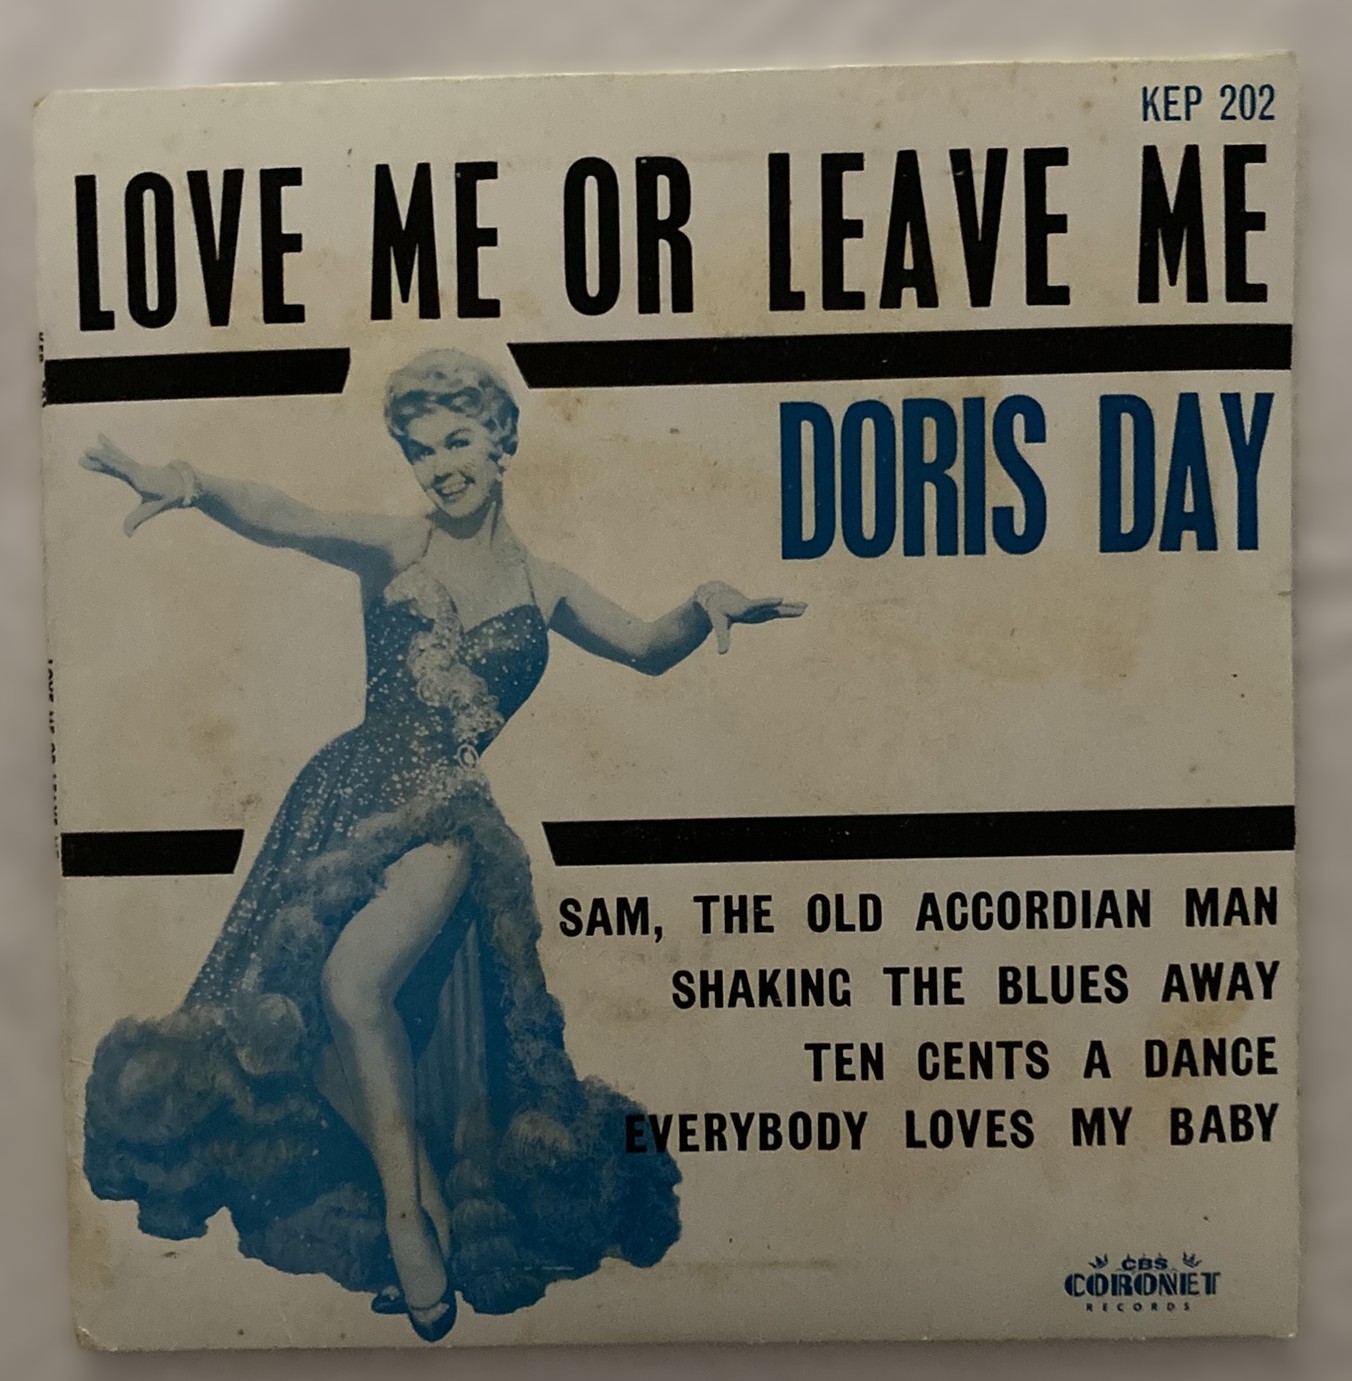 KEP 202
LOVE ME OR LEAVE ME
DORIS DAY
SAM, THE OLD ACCORDIAN MAN
SHAKING THE BLUES AWAY
TEN CENTS A DANCE
EVERYBODY LOVES MY BABY
CBS
CORONET
RECORDS